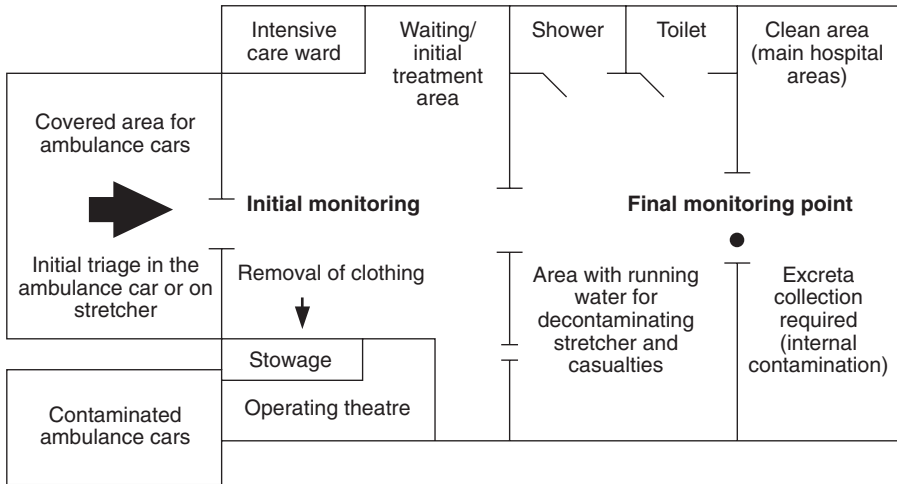 Intensive
care ward
Waiting/
initial
treatment
area
Shower
Toilet
Clean area
(main hospital
areas)
Covered area for
ambulance cars
Initial monitoring
Final monitoring point
Initial triage in the
ambulance car or on
stretcher
Removal of clothing
Area with running
water for
decontaminating
stretcher and
casualties
Excreta
collection
required
(internal
contamination)
Stowage
Operating theatre
Contaminated
ambulance cars